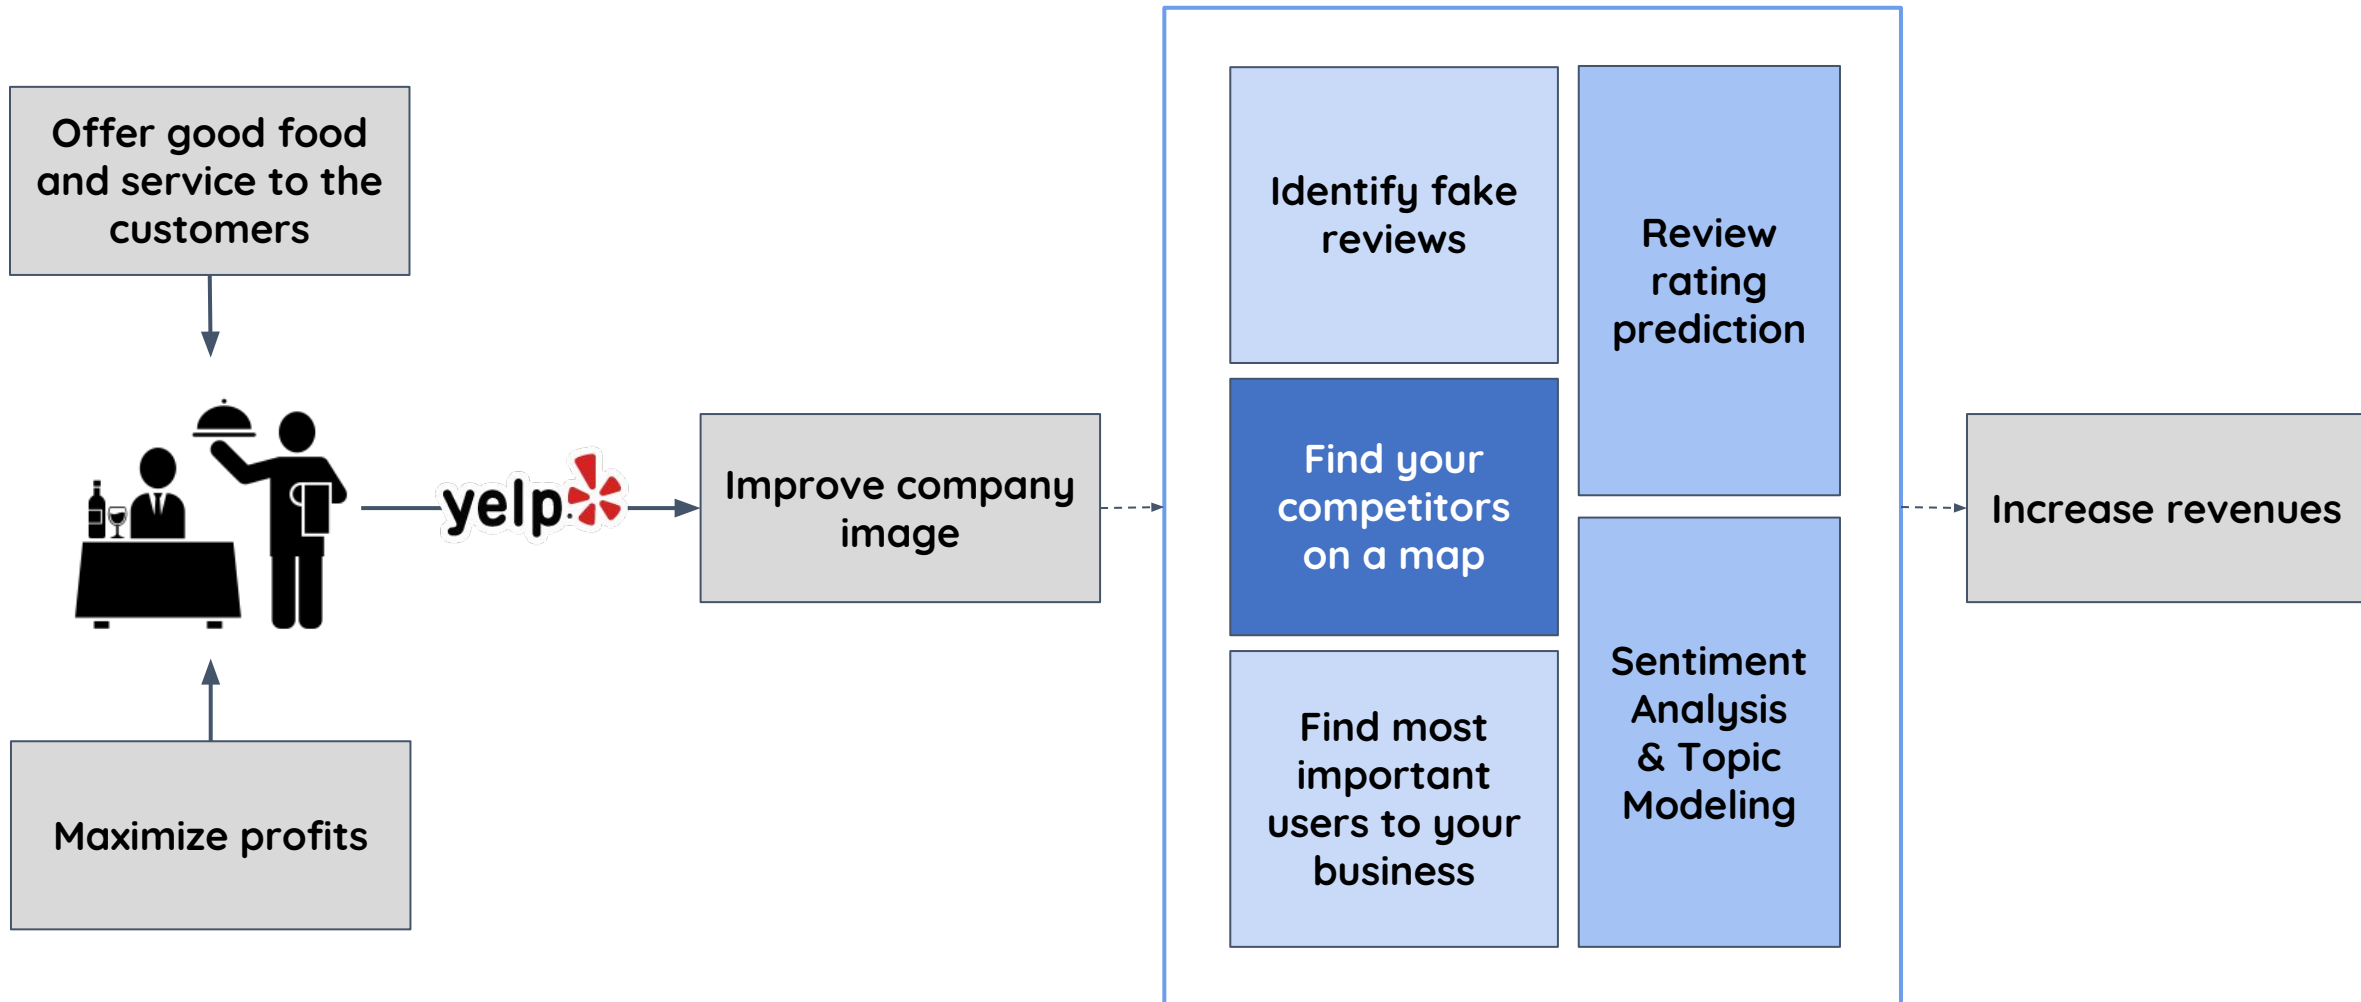 Offer good food
and service to the
customers
Maximize profits
yelp
Improve company
image
Identify fake
reviews
Find your
competitors
on a map
Find most
important
users to your
business
Review
rating
prediction
Sentiment
Analysis
& Topic
Modeling
Increase revenues